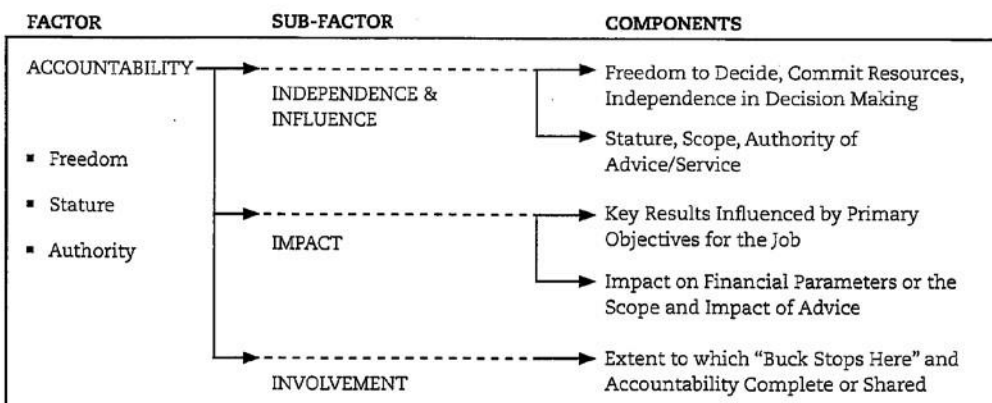 FACTOR
SUB-FACTOR
COMPONENTS
ACCOUNTABILITY
▪ Freedom
▪ Stature
▪ Authority
INDEPENDENCE &
INFLUENCE
Freedom to Decide, Commit Resources,
Independence in Decision Making
Stature, Scope, Authority of
Advice/Service
IMPACT
Key Results Influenced by Primary
Objectives for the Job
Impact on Financial Parameters or the
Scope and Impact of Advice
INVOLVEMENT
Extent to which “Buck Stops Here” and
Accountability Complete or Shared